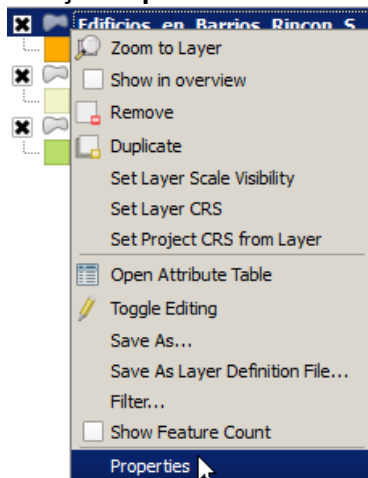 Edificios_en_Barrios_Rincon_S
Zoom to Layer
Show in overview
Remove
Duplicate
Set Layer Scale Visibility
Set Layer CRS
Set Project CRS from Layer
Open Attribute Table
Toggle Editing
Save As...
Save As Layer Definition File...
Filter...
Show Feature Count
Properties